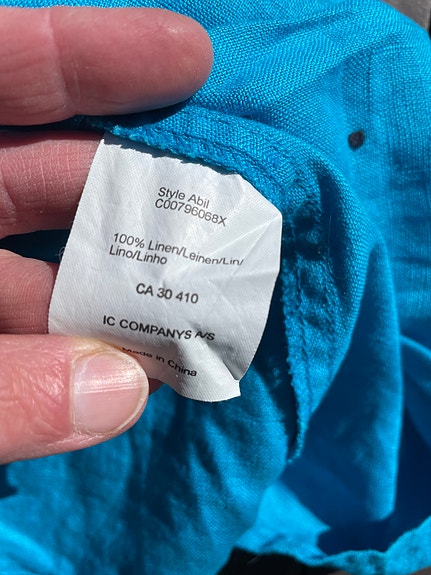 Style Abil
C00796068X
100% Linen/Leinen/Lin/
Lino/Linho
CA 30 410
IC COMPANYS A/S
Made in China